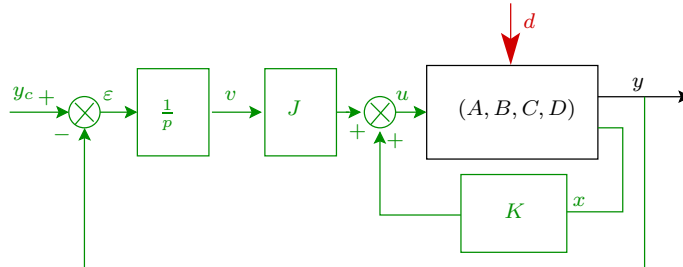 d
y_c + ε v u y
1/p J (A, B, C, D)
− + +
K x